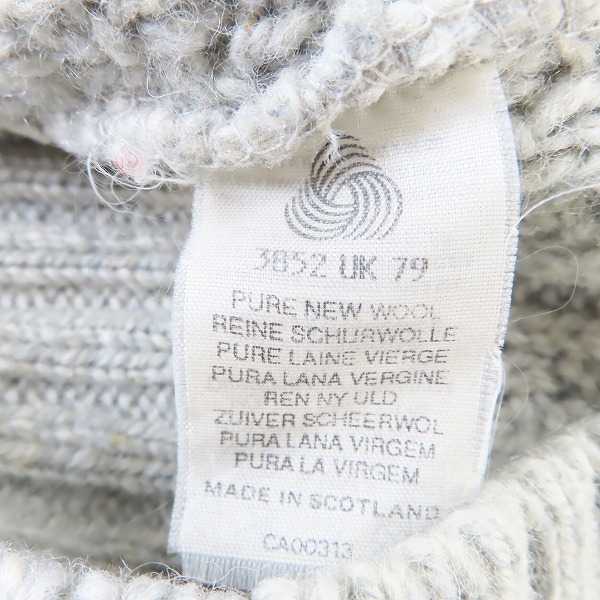 3852 UK 79
PURE NEW WOOL
REINE SCHURWOLLE
PURE LAINE VIERGE
PURA LANA VERGINE
REN NY ULD
ZUIVER SCHEERWOL
PURA LANA VIRGEM
PURA LA VIRGEM
MADE IN SCOTLAND
CA00313